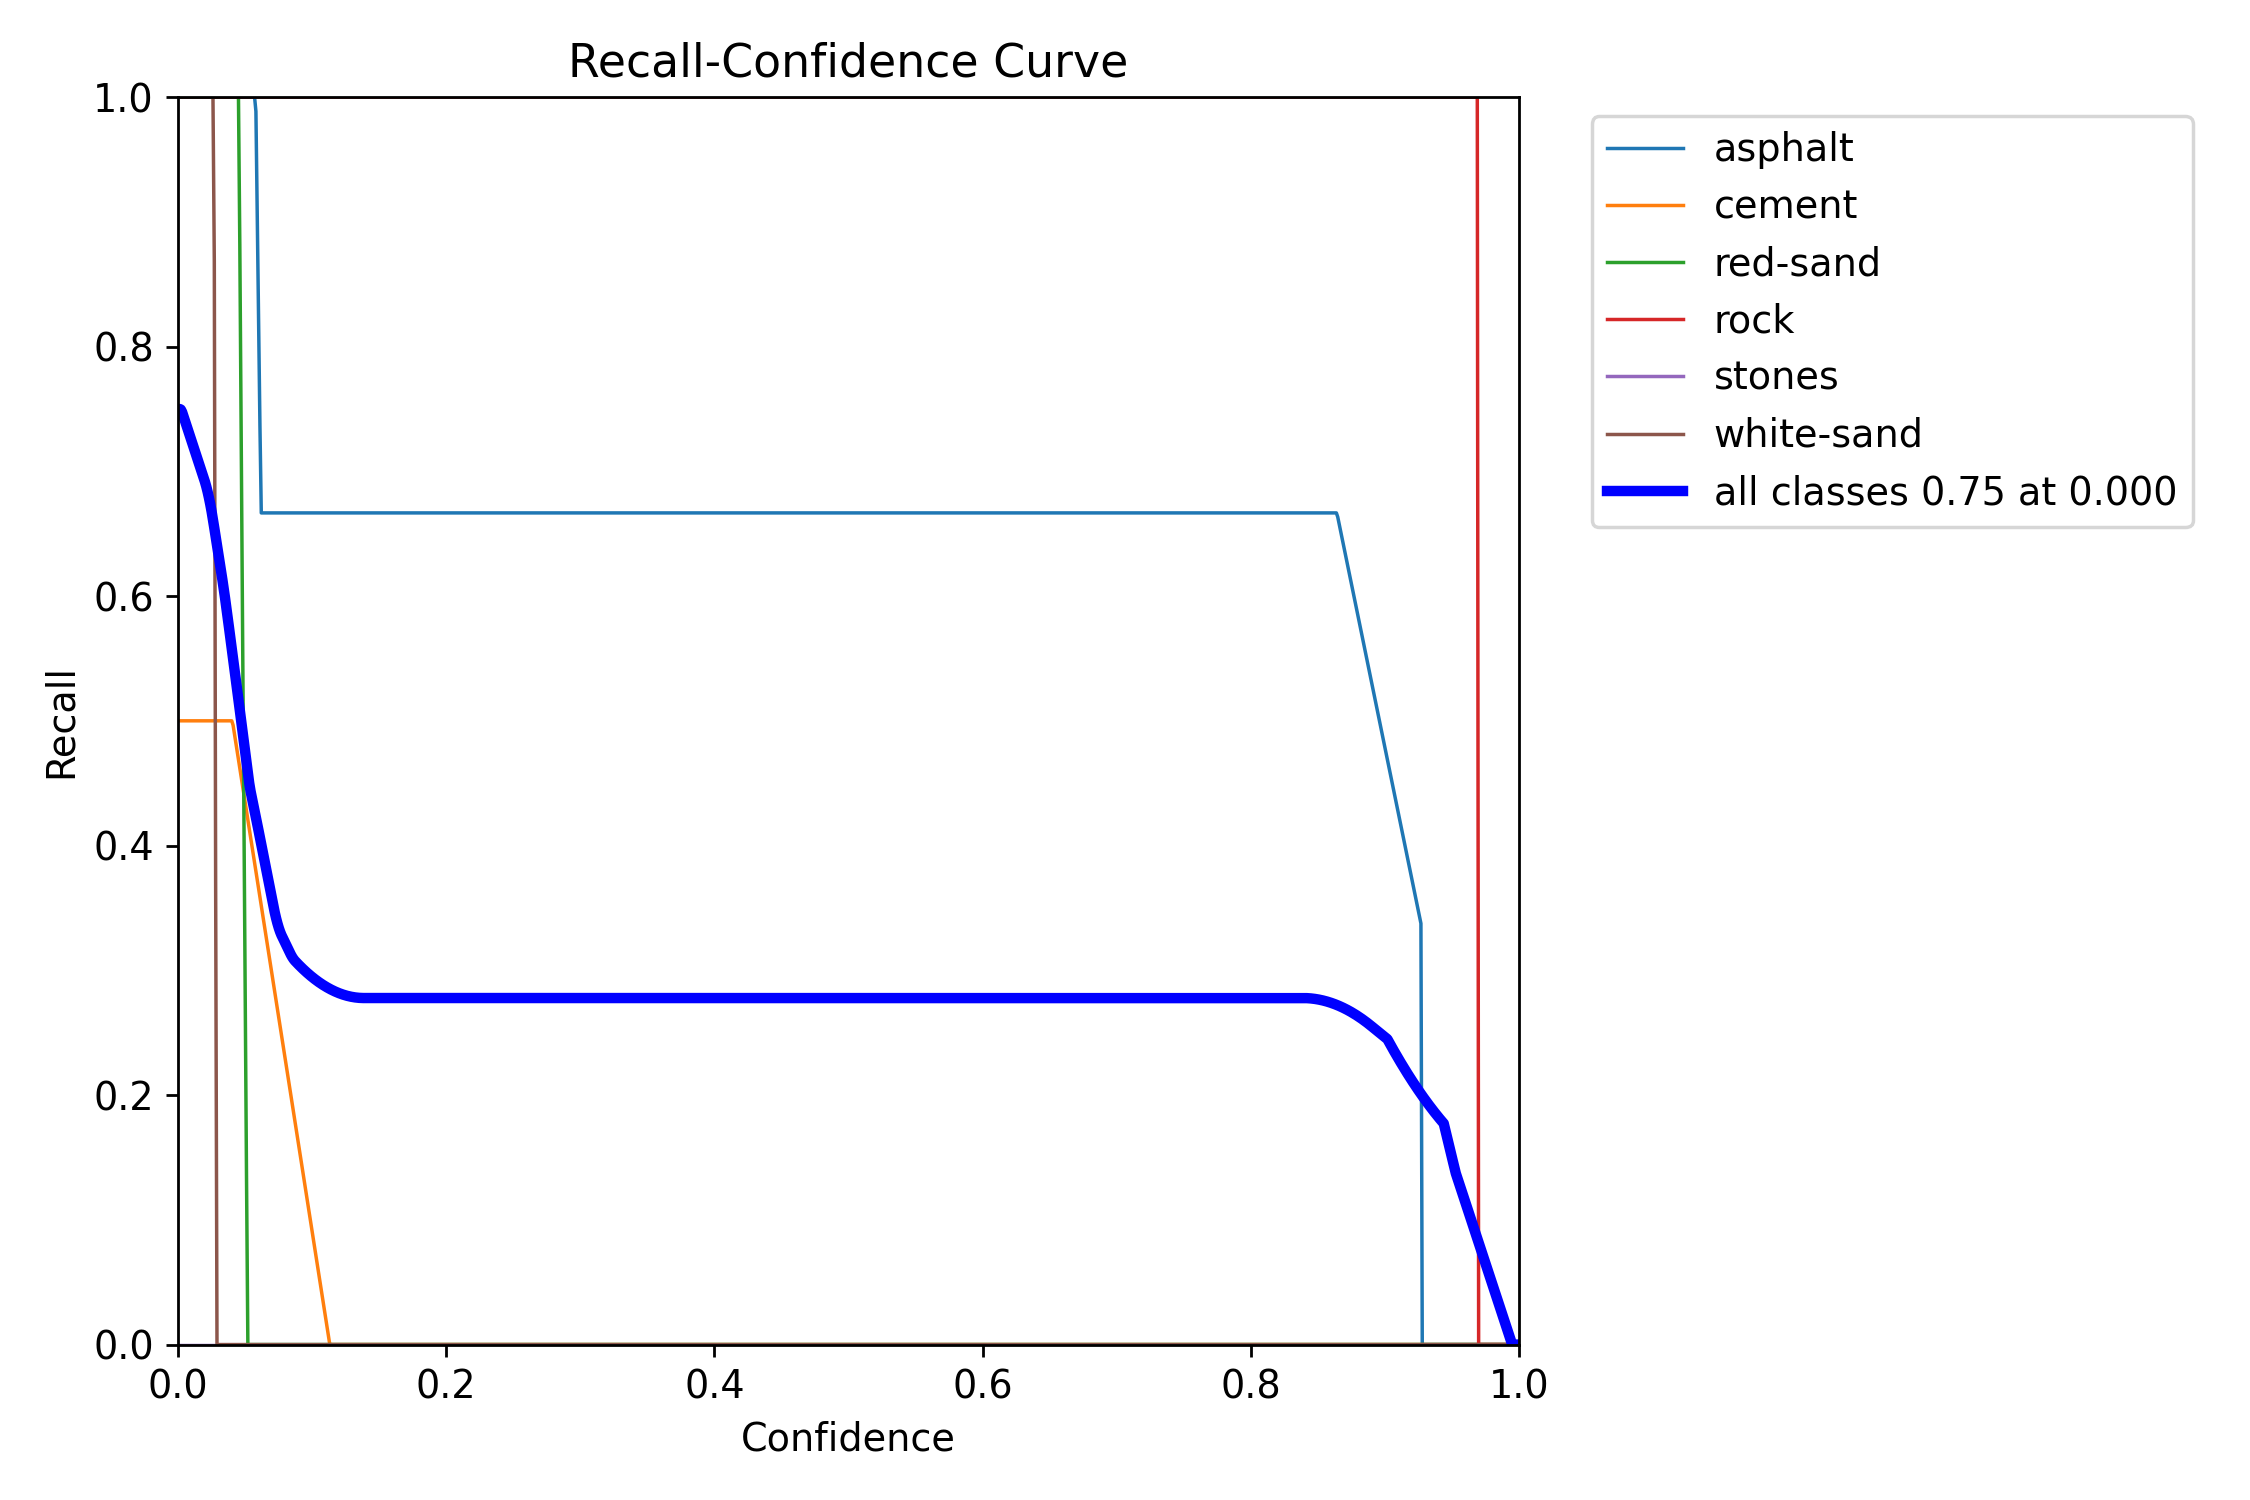 Recall-Confidence Curve
1.0
0.8
0.6
0.4
0.2
0.0
Recall
0.0 0.2 0.4 0.6 0.8 1.0
Confidence
asphalt
cement
red-sand
rock
stones
white-sand
all classes 0.75 at 0.000